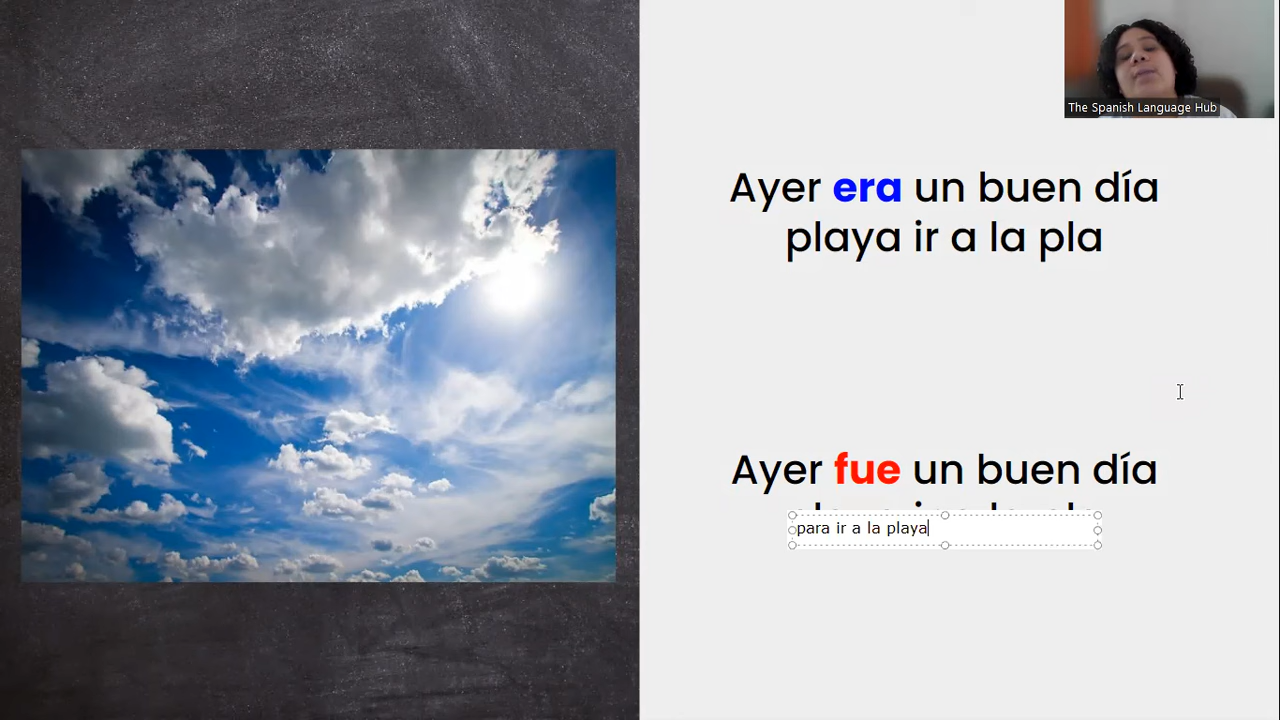 The Spanish Language Hub
Ayer era un buen día
playa ir a la pla
Ayer fue un buen día
para ir a la playa